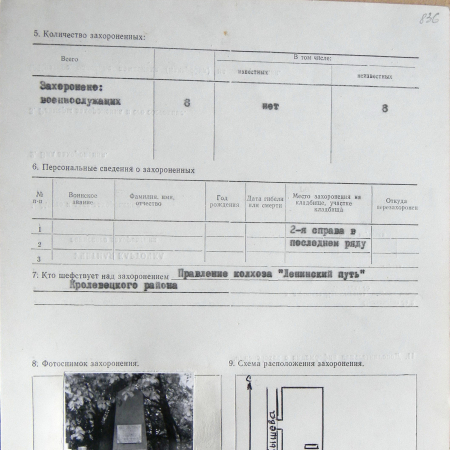 836
5. Количество захороненных:
Всего
В том числе:
известных
неизвестных
Захоронено:
военнослужащих 8 нет 8
6. Персональные сведения о захороненных
№ п-п
Воинское звание
Фамилия, имя, отчество
Год рождения
Дата гибели или смерти
Место захоронения на кладбище, участке кладбища
Откуда перезахоронен
1 2-я справа в
2 последнем ряду
3
7. Кто шефствует над захоронением Правление колхоза "Ленинский путь"
Кролевецкого района
8. Фотоснимок захоронения.
9. Схема расположения захоронения.
С